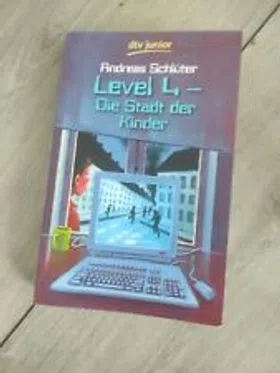 dtv junior
Andreas Schlüter
Level 4 –
Die Stadt der
Kinder